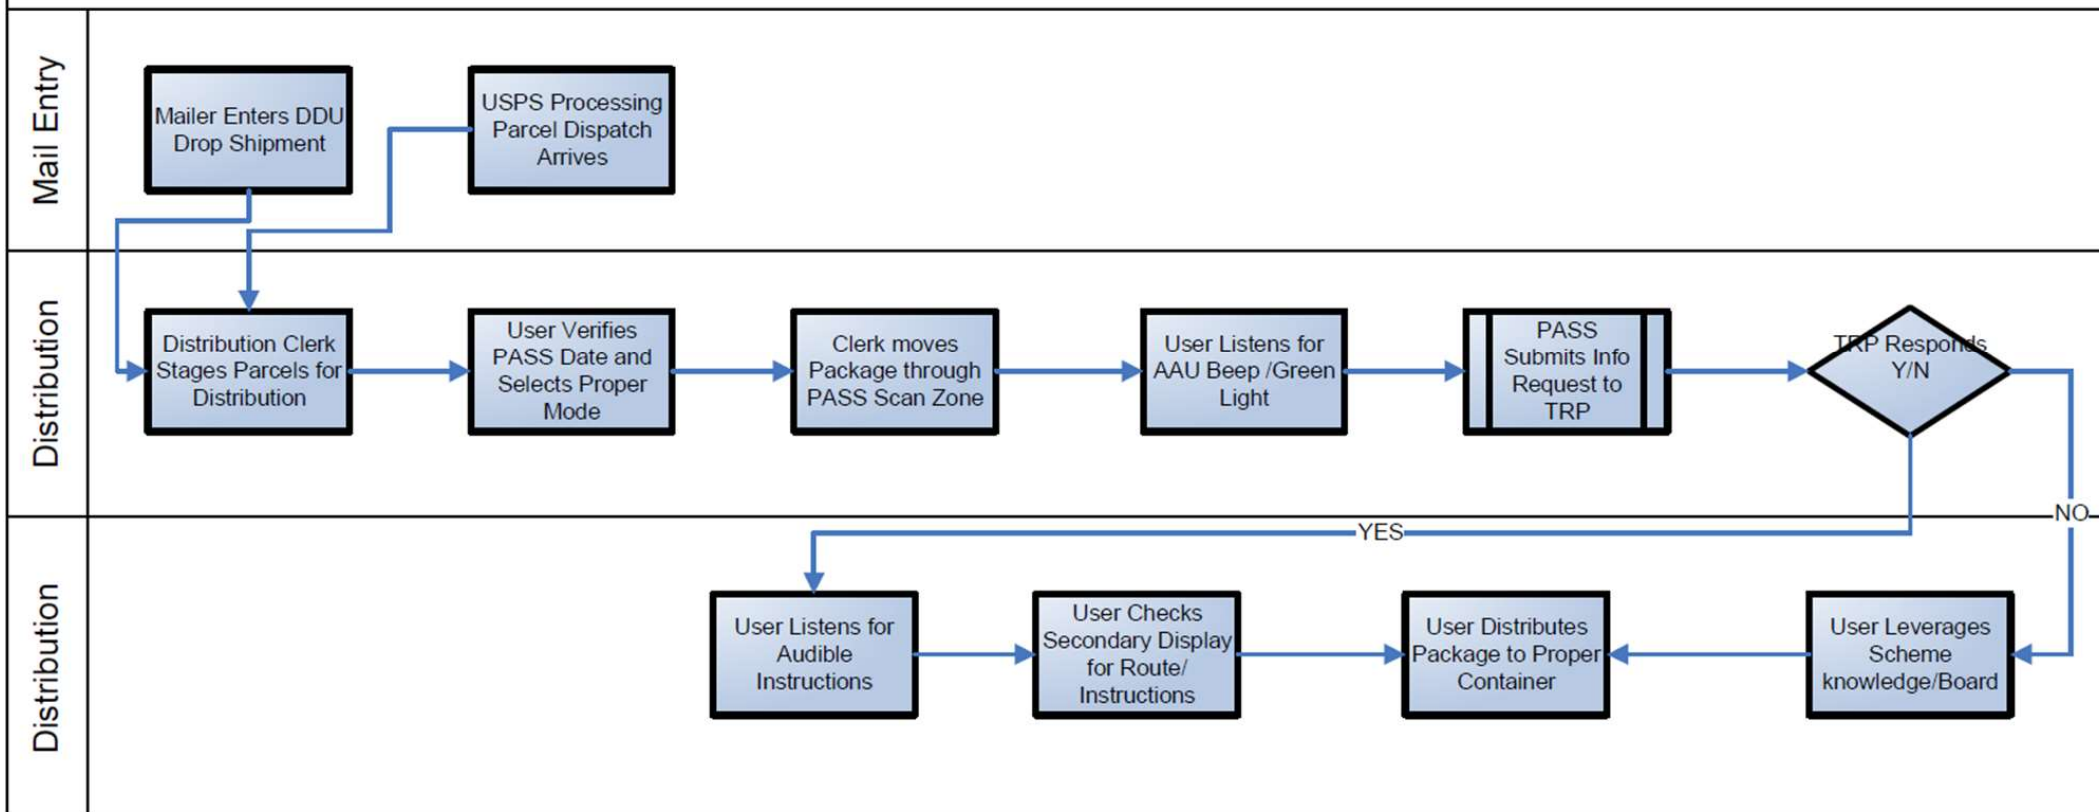 Mail Entry
Mailer Enters DDU
Drop Shipment
USPS Processing
Parcel Dispatch
Arrives
Distribution
Distribution Clerk
Stages Parcels for
Distribution
User Verifies
PASS Date and
Selects Proper
Mode
Clerk moves
Package through
PASS Scan Zone
User Listens for
AAU Beep /Green
Light
PASS
Submits Info
Request to
TRP
TRP Responds
Y/N
NO
YES
Distribution
User Listens for
Audible
Instructions
User Checks
Secondary Display
for Route/
Instructions
User Distributes
Package to Proper
Container
User Leverages
Scheme
knowledge/Board